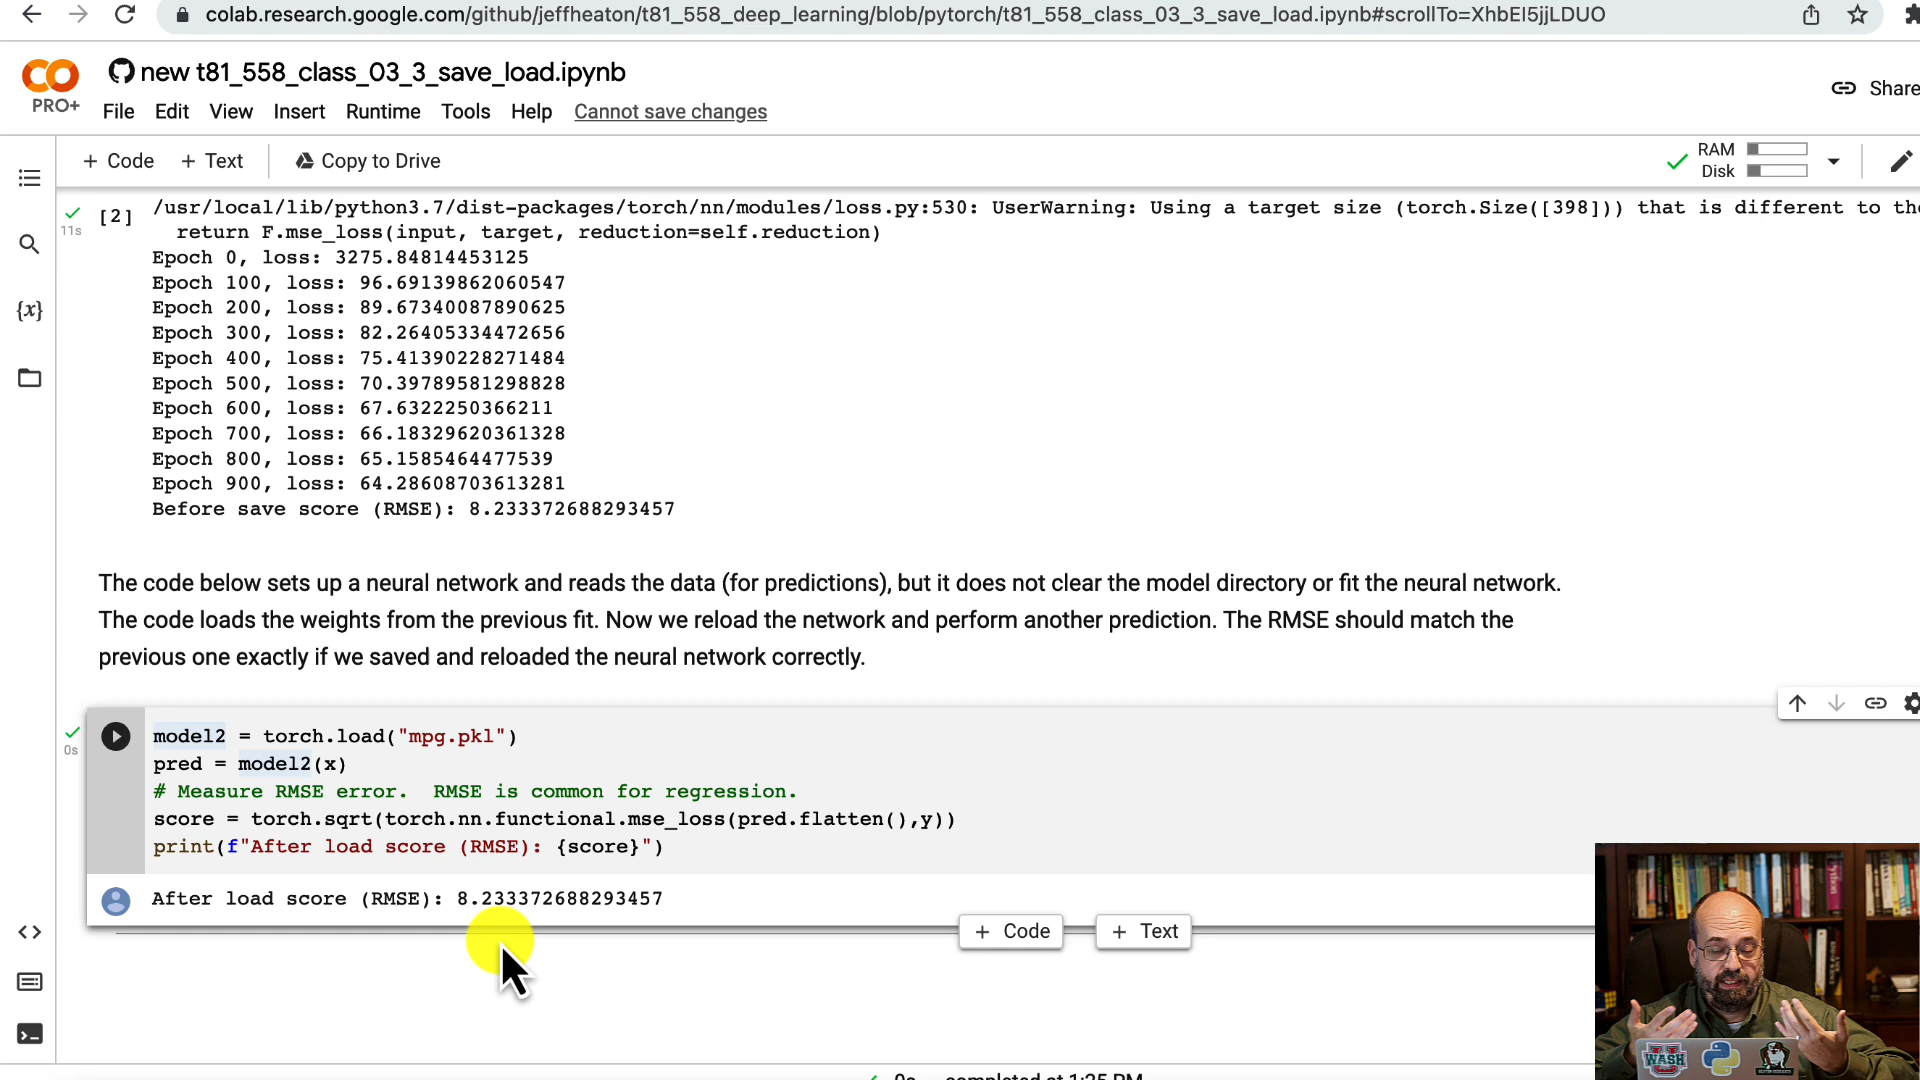 colab.research.google.com/github/jeffheaton/t81_558_deep_learning/blob/pytorch/t81_558_class_03_3_save_load.ipynb#scrollTo=XhbEI5jjLDUO
new t81_558_class_03_3_save_load.ipynb
PRO+
File Edit View Insert Runtime Tools Help Cannot save changes
Share
+ Code + Text Copy to Drive
RAM
Disk
[2] /usr/local/lib/python3.7/dist-packages/torch/nn/modules/loss.py:530: UserWarning: Using a target size (torch.Size([398])) that is different to the
11s
return F.mse_loss(input, target, reduction=self.reduction)
Epoch 0, loss: 3275.84814453125
Epoch 100, loss: 96.69139862060547
Epoch 200, loss: 89.67340087890625
Epoch 300, loss: 82.26405334472656
Epoch 400, loss: 75.41390228271484
Epoch 500, loss: 70.39789581298828
Epoch 600, loss: 67.6322250366211
Epoch 700, loss: 66.18329620361328
Epoch 800, loss: 65.1585464477539
Epoch 900, loss: 64.28608703613281
Before save score (RMSE): 8.233372688293457
The code below sets up a neural network and reads the data (for predictions), but it does not clear the model directory or fit the neural network.
The code loads the weights from the previous fit. Now we reload the network and perform another prediction. The RMSE should match the
previous one exactly if we saved and reloaded the neural network correctly.
model2 = torch.load("mpg.pkl")
0s
pred = model2(x)
# Measure RMSE error.  RMSE is common for regression.
score = torch.sqrt(torch.nn.functional.mse_loss(pred.flatten(),y))
print(f"After load score (RMSE): {score}")
After load score (RMSE): 8.233372688293457
+ Code + Text
WASH
0s completed at 1:25 PM